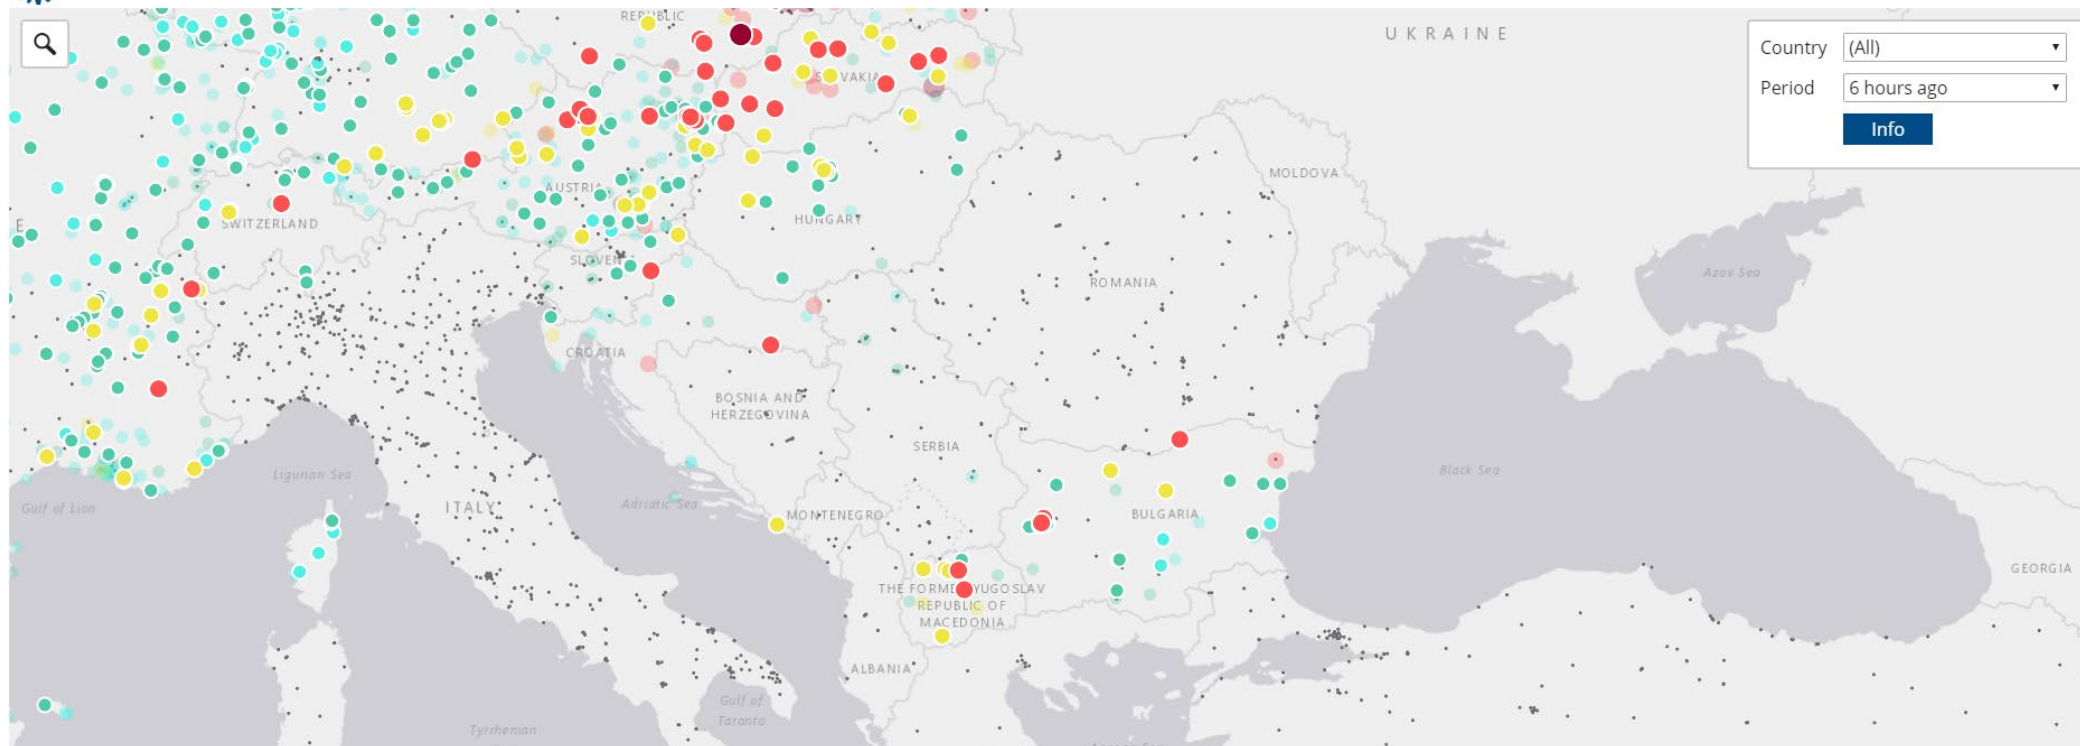 REPUBLIC
UKRAINE
Country
(All)
Period
6 hours ago
Info
SLOVAKIA
MOLDOVA
AUSTRIA
E
SWITZERLAND
HUNGARY
SLOVEN
Azov Sea
ROMANIA
CROATIA
BOSNIA AND
HERZEGOVINA
SERBIA
Black Sea
Ligurian Sea
Gulf of Lion
ITALY
Adriatic Sea
MONTENEGRO
BULGARIA
GEORGIA
THE FORMER YUGOSLAV
REPUBLIC OF
MACEDONIA
ALBANIA
Gulf of
Taranto
Tyrrhenian